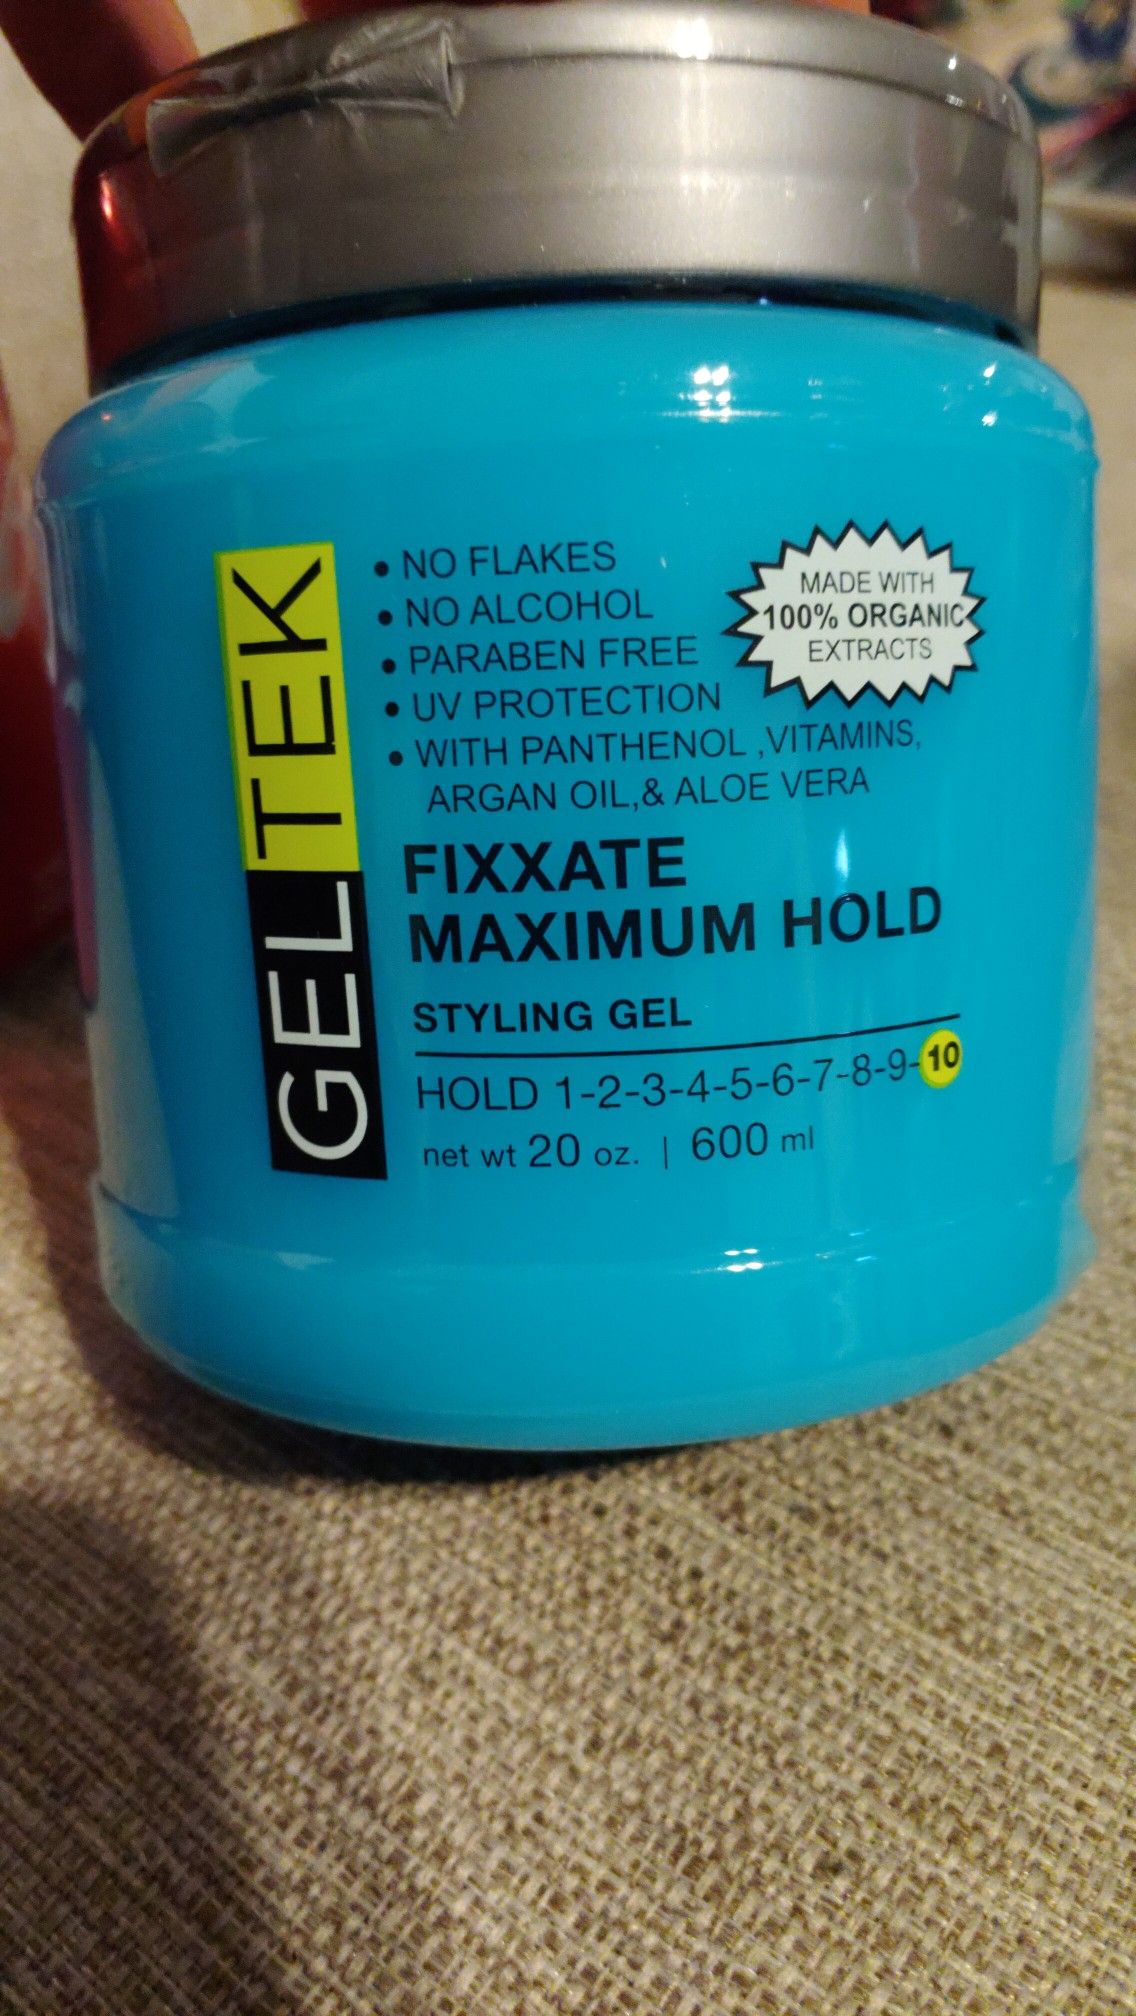 GELTEK
• NO FLAKES
• NO ALCOHOL
• PARABEN FREE
• UV PROTECTION
• WITH PANTHENOL ,VITAMINS,
ARGAN OIL,& ALOE VERA
MADE WITH
100% ORGANIC
EXTRACTS
FIXXATE
MAXIMUM HOLD
STYLING GEL
HOLD 1-2-3-4-5-6-7-8-9-10
net wt 20 oz. | 600 ml